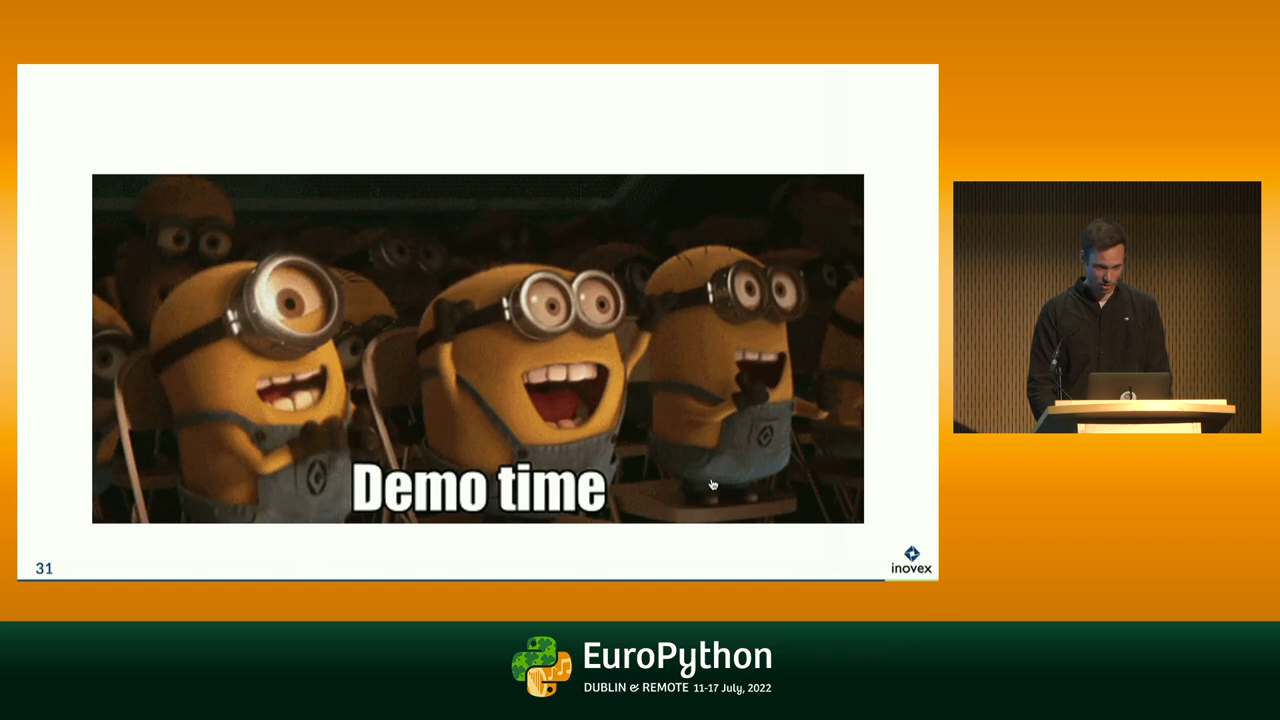 Demo time
31
inovex
EuroPython
DUBLIN & REMOTE 11-17 July, 2022